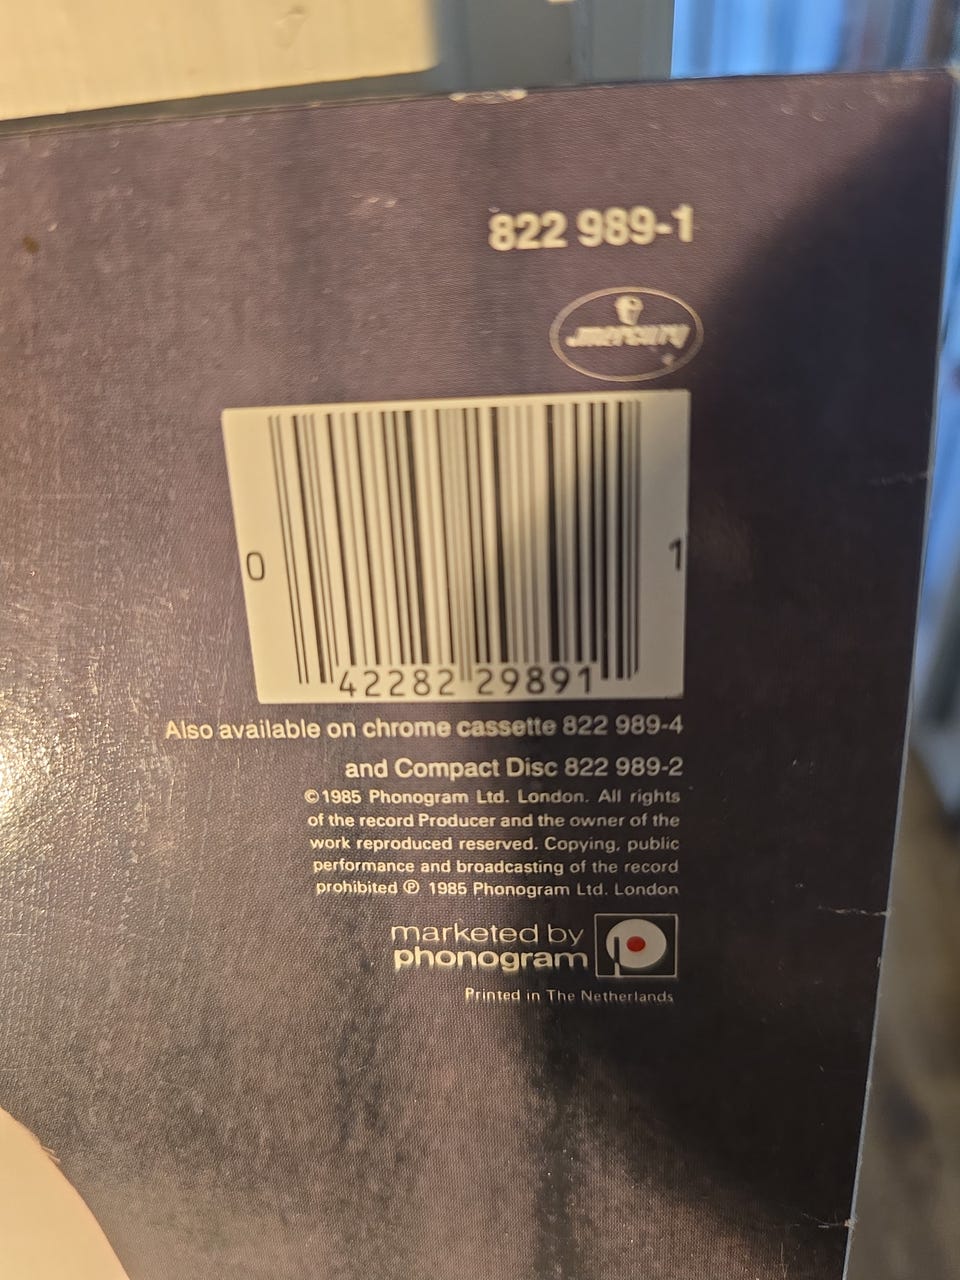 822 989-1
mercury
0 42282 29891 1
Also available on chrome cassette 822 989-4
and Compact Disc 822 989-2
©1985 Phonogram Ltd. London. All rights
of the record Producer and the owner of the
work reproduced reserved. Copying, public
performance and broadcasting of the record
prohibited ℗ 1985 Phonogram Ltd. London
marketed by
phonogram
Printed in The Netherlands